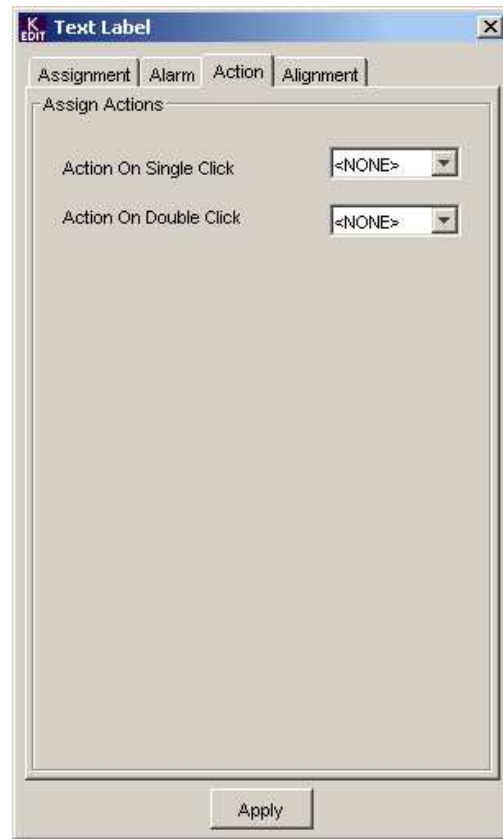 K
EDIT
Text Label
Assignment Alarm Action Alignment
Assign Actions
Action On Single Click <NONE>
Action On Double Click <NONE>
Apply